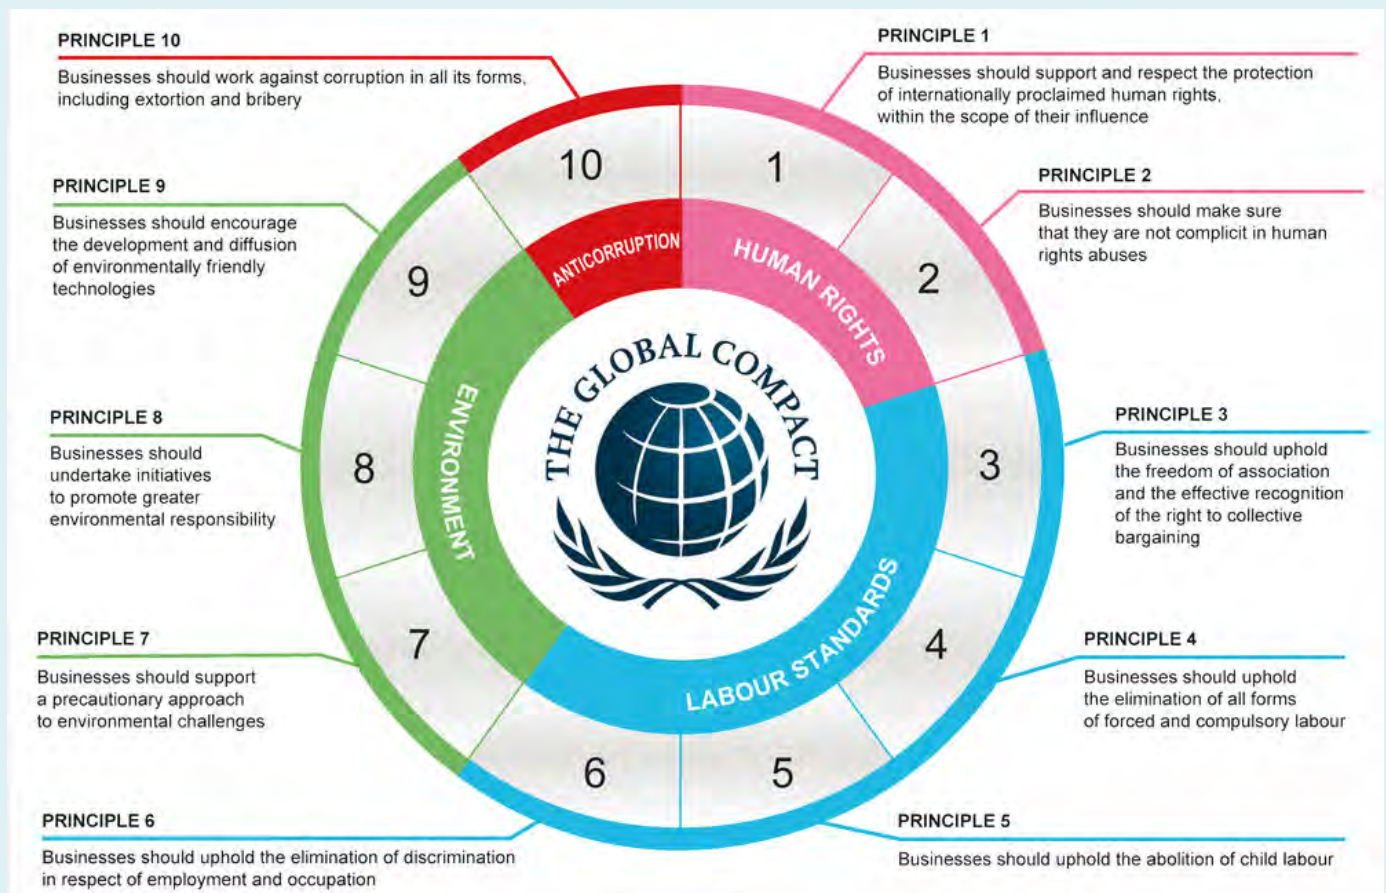 PRINCIPLE 10
Businesses should work against corruption in all its forms,
including extortion and bribery
PRINCIPLE 1
Businesses should support and respect the protection
of internationally proclaimed human rights,
within the scope of their influence
PRINCIPLE 2
Businesses should make sure
that they are not complicit in human
rights abuses
PRINCIPLE 3
Businesses should uphold
the freedom of association
and the effective recognition
of the right to collective
bargaining
PRINCIPLE 4
Businesses should uphold
the elimination of all forms
of forced and compulsory labour
PRINCIPLE 5
Businesses should uphold the abolition of child labour
PRINCIPLE 6
Businesses should uphold the elimination of discrimination
in respect of employment and occupation
PRINCIPLE 7
Businesses should support
a precautionary approach
to environmental challenges
PRINCIPLE 8
Businesses should
undertake initiatives
to promote greater
environmental responsibility
PRINCIPLE 9
Businesses should encourage
the development and diffusion
of environmentally friendly
technologies
10
1
2
3
4
5
6
7
8
9
ANTICORRUPTION
HUMAN RIGHTS
LABOUR STANDARDS
ENVIRONMENT
THE GLOBAL COMPACT